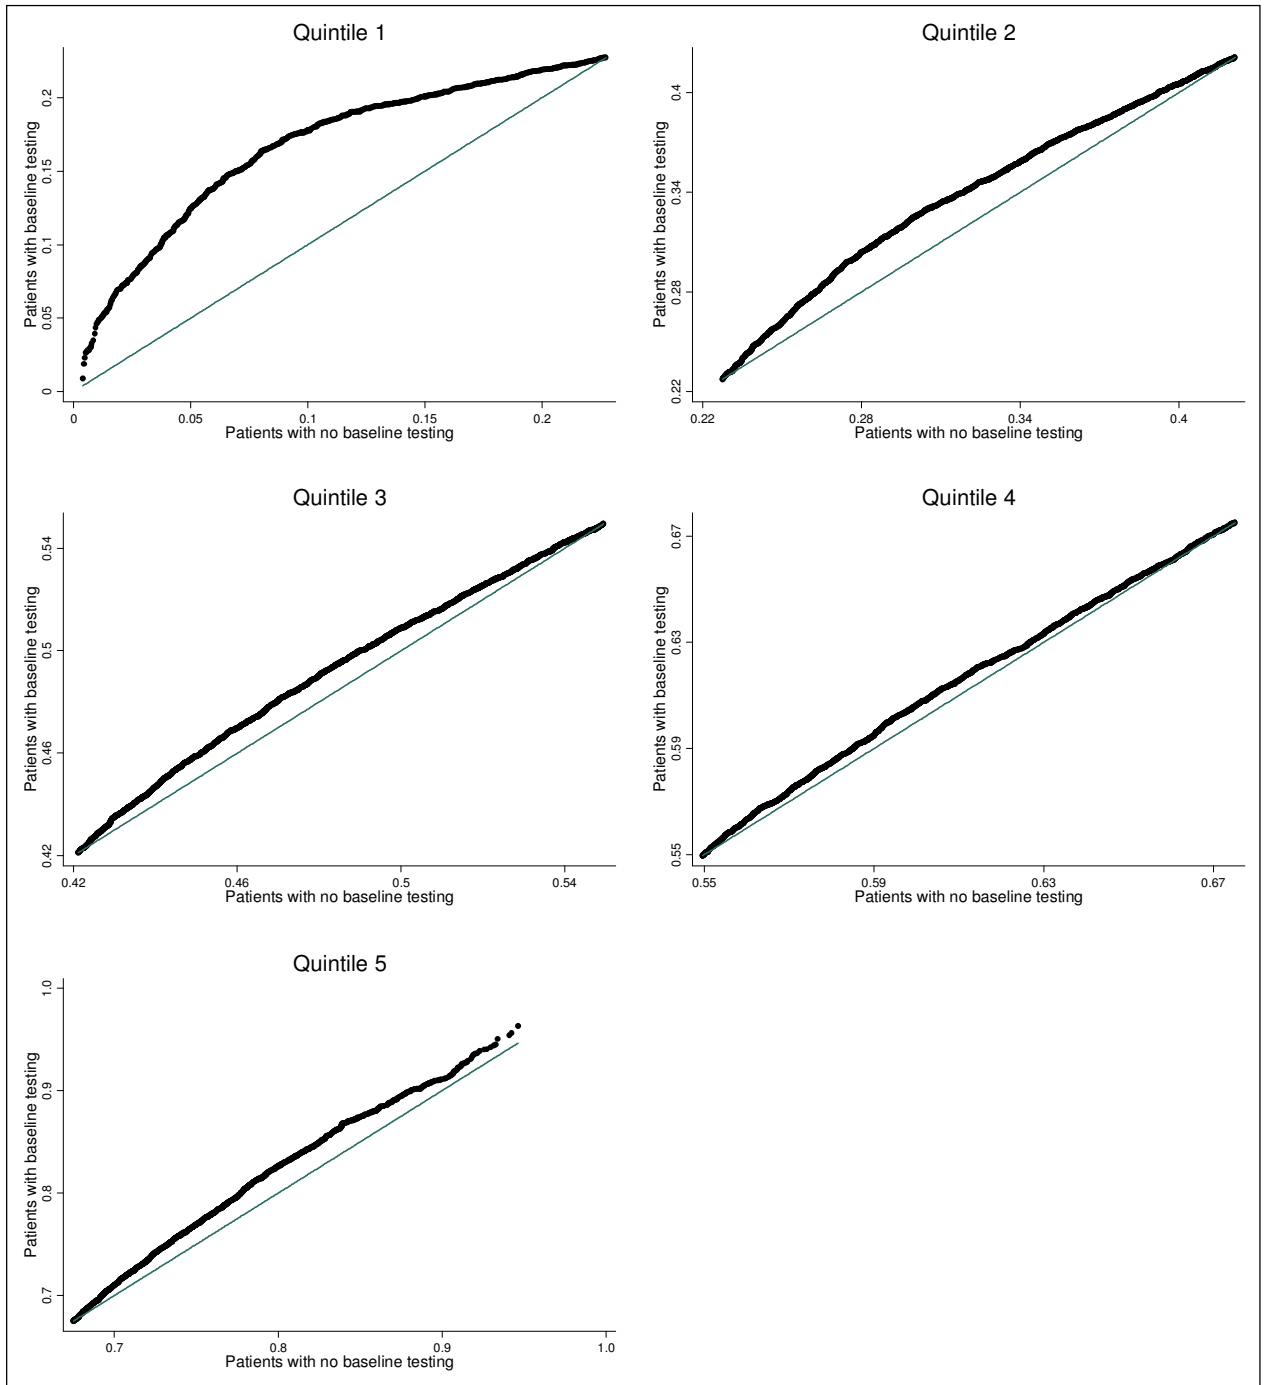 Quintile 1
Patients with baseline testing
0.2
0.15
0.1
0.05
0
0 0.05 0.1 0.15 0.2
Patients with no baseline testing
Quintile 2
Patients with baseline testing
0.4
0.34
0.28
0.22
0.22 0.28 0.34 0.4
Patients with no baseline testing
Quintile 3
Patients with baseline testing
0.54
0.5
0.46
0.42
0.42 0.46 0.5 0.54
Patients with no baseline testing
Quintile 4
Patients with baseline testing
0.67
0.63
0.59
0.55
0.55 0.59 0.63 0.67
Patients with no baseline testing
Quintile 5
Patients with baseline testing
1.0
0.9
0.8
0.7
0.7 0.8 0.9 1.0
Patients with no baseline testing